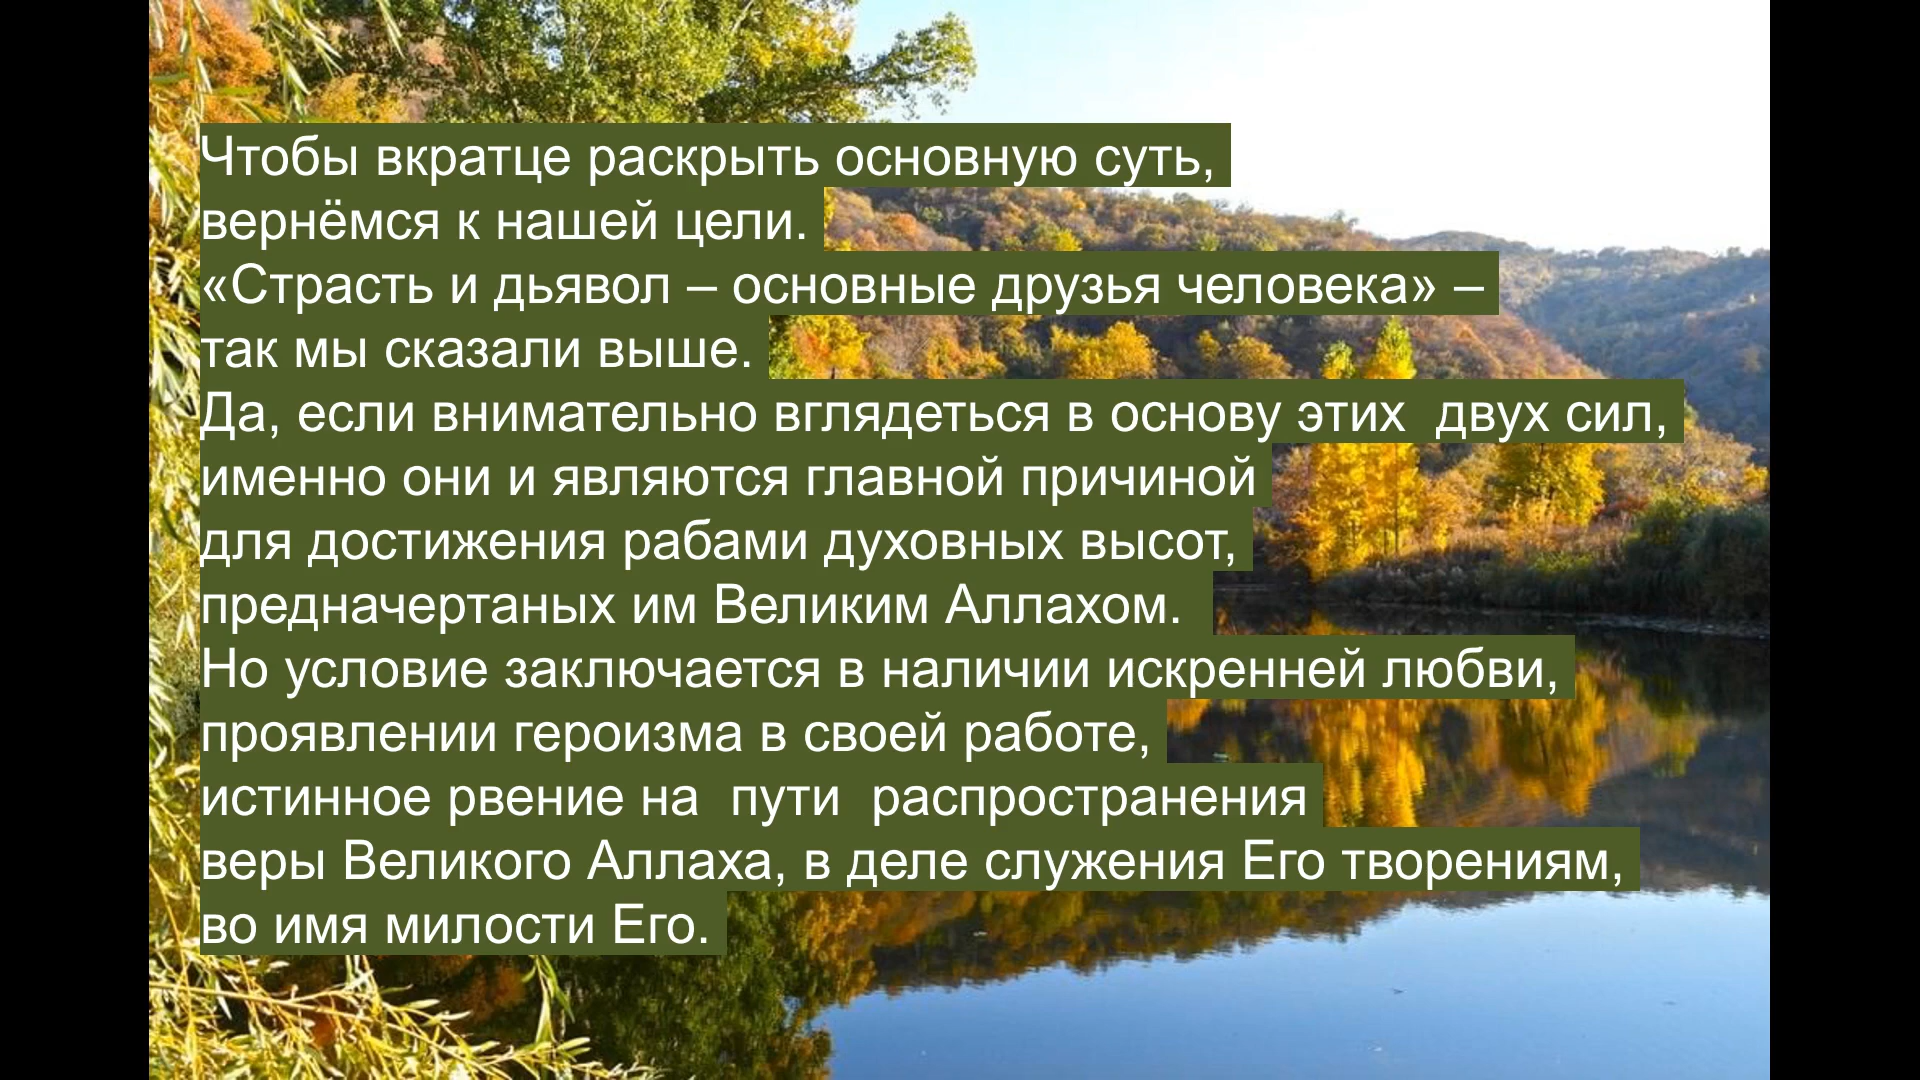 Чтобы вкратце раскрыть основную суть,
вернёмся к нашей цели.
«Страсть и дьявол – основные друзья человека» –
так мы сказали выше.
Да, если внимательно вглядеться в основу этих  двух сил,
именно они и являются главной причиной
для достижения рабами духовных высот,
предначертаных им Великим Аллахом.
Но условие заключается в наличии искренней любви,
проявлении героизма в своей работе,
истинное рвение на  пути  распространения
веры Великого Аллаха, в деле служения Его творениям,
во имя милости Его.